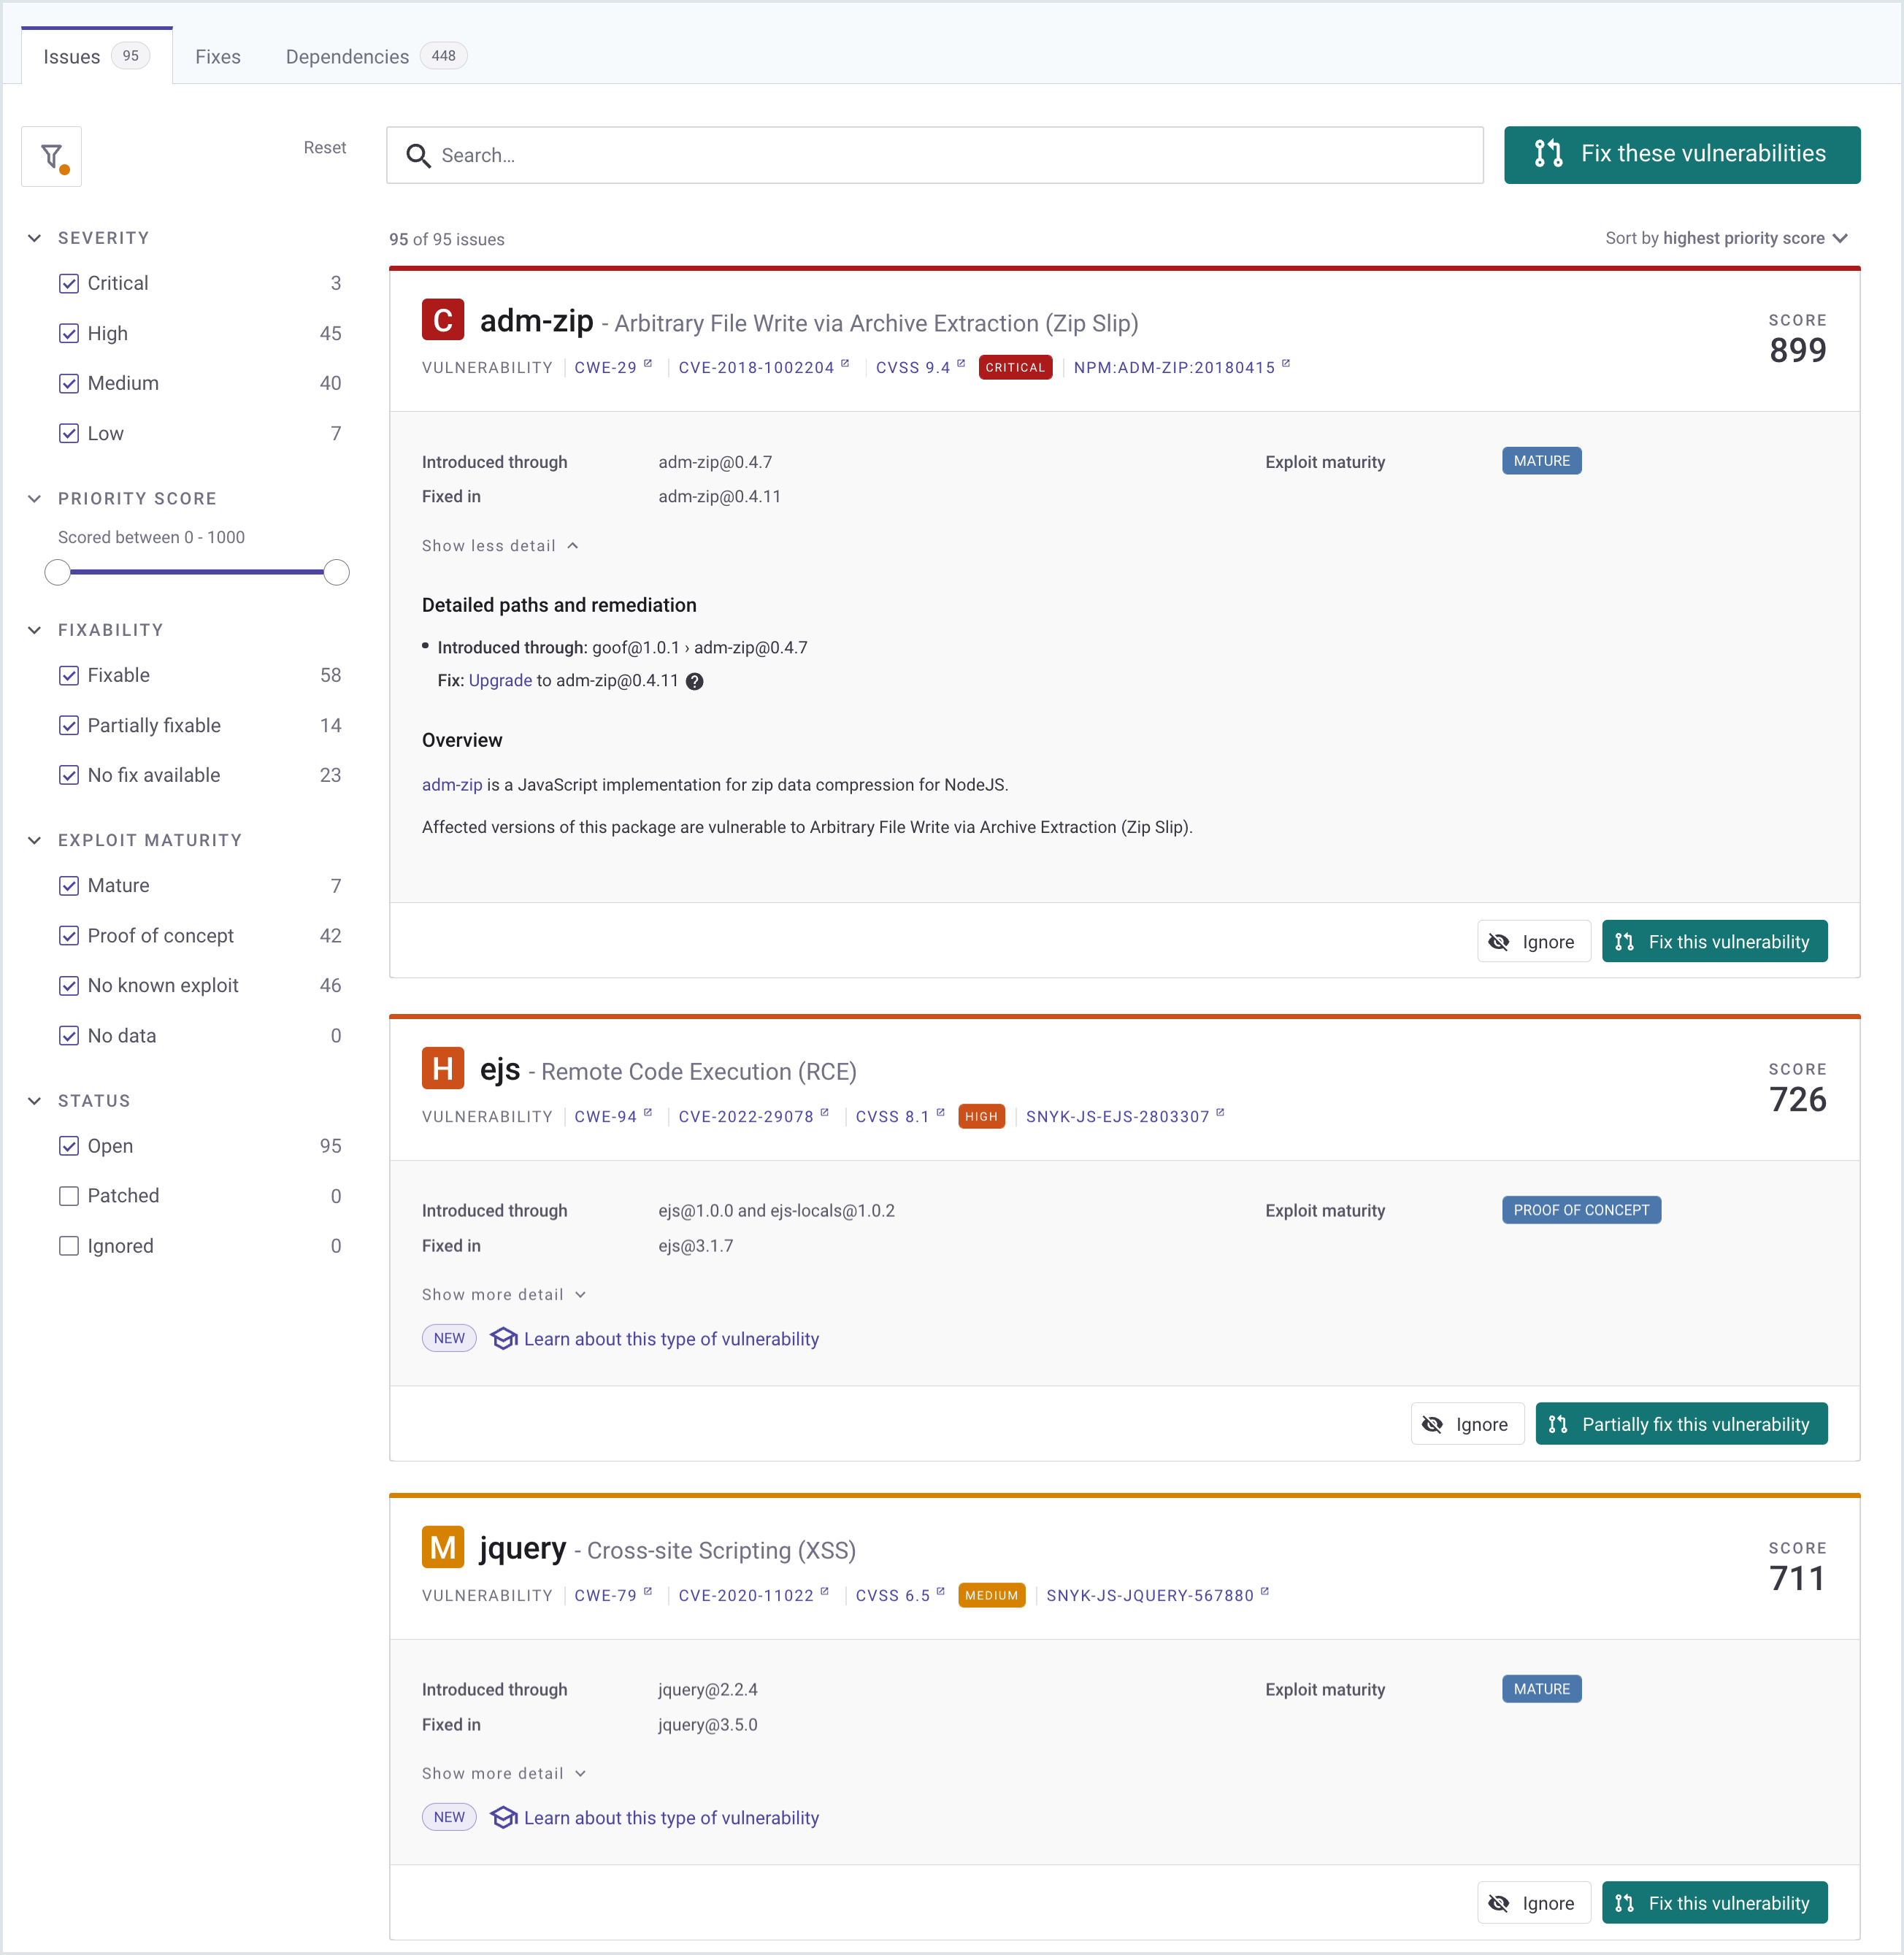 Issues 95 Fixes Dependencies 448
Reset
Search...
Fix these vulnerabilities
SEVERITY
Critical 3
High 45
Medium 40
Low 7
PRIORITY SCORE
Scored between 0 - 1000
FIXABILITY
Fixable 58
Partially fixable 14
No fix available 23
EXPLOIT MATURITY
Mature 7
Proof of concept 42
No known exploit 46
No data 0
STATUS
Open 95
Patched 0
Ignored 0
95 of 95 issues
Sort by highest priority score
C adm-zip - Arbitrary File Write via Archive Extraction (Zip Slip)
SCORE
899
VULNERABILITY CWE-29 CVE-2018-1002204 CVSS 9.4 CRITICAL NPM:ADM-ZIP:20180415
Introduced through adm-zip@0.4.7 Exploit maturity MATURE
Fixed in adm-zip@0.4.11
Show less detail
Detailed paths and remediation
• Introduced through: goof@1.0.1 › adm-zip@0.4.7
Fix: Upgrade to adm-zip@0.4.11 ?
Overview
adm-zip is a JavaScript implementation for zip data compression for NodeJS.
Affected versions of this package are vulnerable to Arbitrary File Write via Archive Extraction (Zip Slip).
Ignore Fix this vulnerability
H ejs - Remote Code Execution (RCE)
SCORE
726
VULNERABILITY CWE-94 CVE-2022-29078 CVSS 8.1 HIGH SNYK-JS-EJS-2803307
Introduced through ejs@1.0.0 and ejs-locals@1.0.2 Exploit maturity PROOF OF CONCEPT
Fixed in ejs@3.1.7
Show more detail
NEW Learn about this type of vulnerability
Ignore Partially fix this vulnerability
M jquery - Cross-site Scripting (XSS)
SCORE
711
VULNERABILITY CWE-79 CVE-2020-11022 CVSS 6.5 MEDIUM SNYK-JS-JQUERY-567880
Introduced through jquery@2.2.4 Exploit maturity MATURE
Fixed in jquery@3.5.0
Show more detail
NEW Learn about this type of vulnerability
Ignore Fix this vulnerability